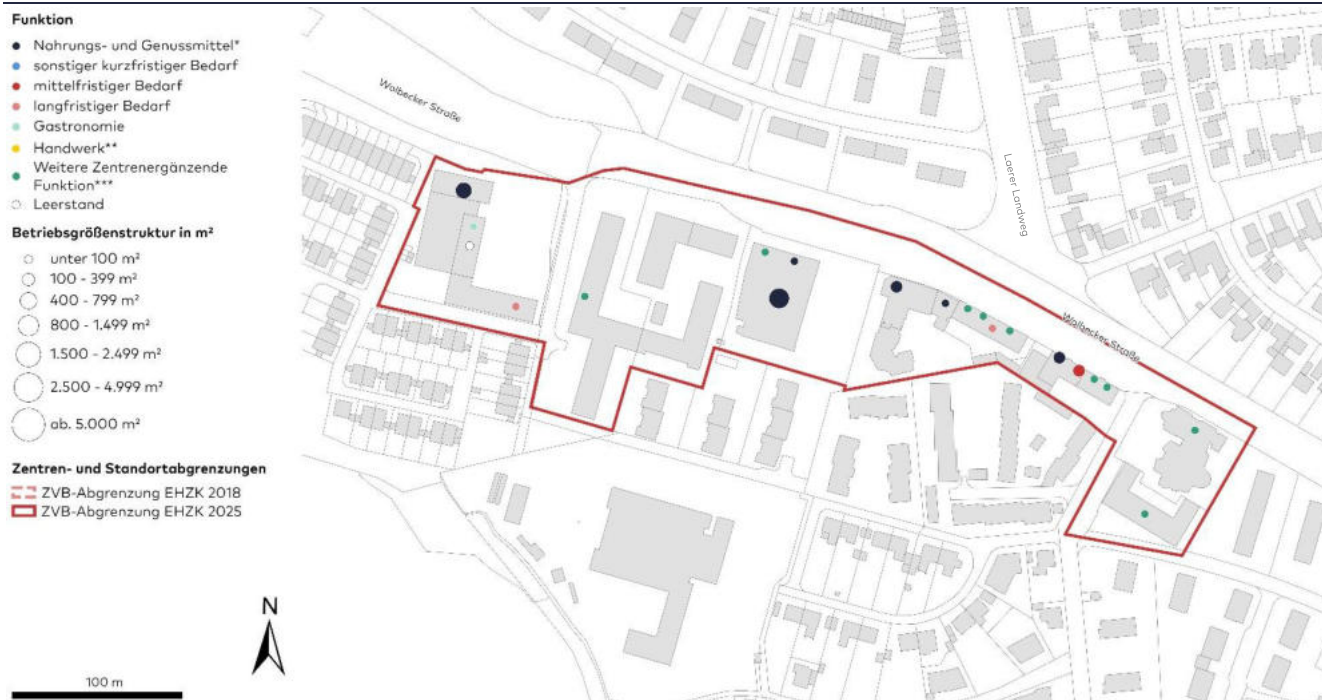 Funktion
Nahrungs- und Genussmittel*
sonstiger kurzfristiger Bedarf
mittelfristiger Bedarf
langfristiger Bedarf
Gastronomie
Handwerk**
Weitere Zentrenergänzende
Funktion***
Leerstand
Betriebsgrößenstruktur in m²
unter 100 m²
100 - 399 m²
400 - 799 m²
800 - 1.499 m²
1.500 - 2.499 m²
2.500 - 4.999 m²
ab. 5.000 m²
Zentren- und Standortabgrenzungen
ZVB-Abgrenzung EHZK 2018
ZVB-Abgrenzung EHZK 2025
N
100 m
Wolbecker Straße
Laerer Landweg
Wolbecker Straße